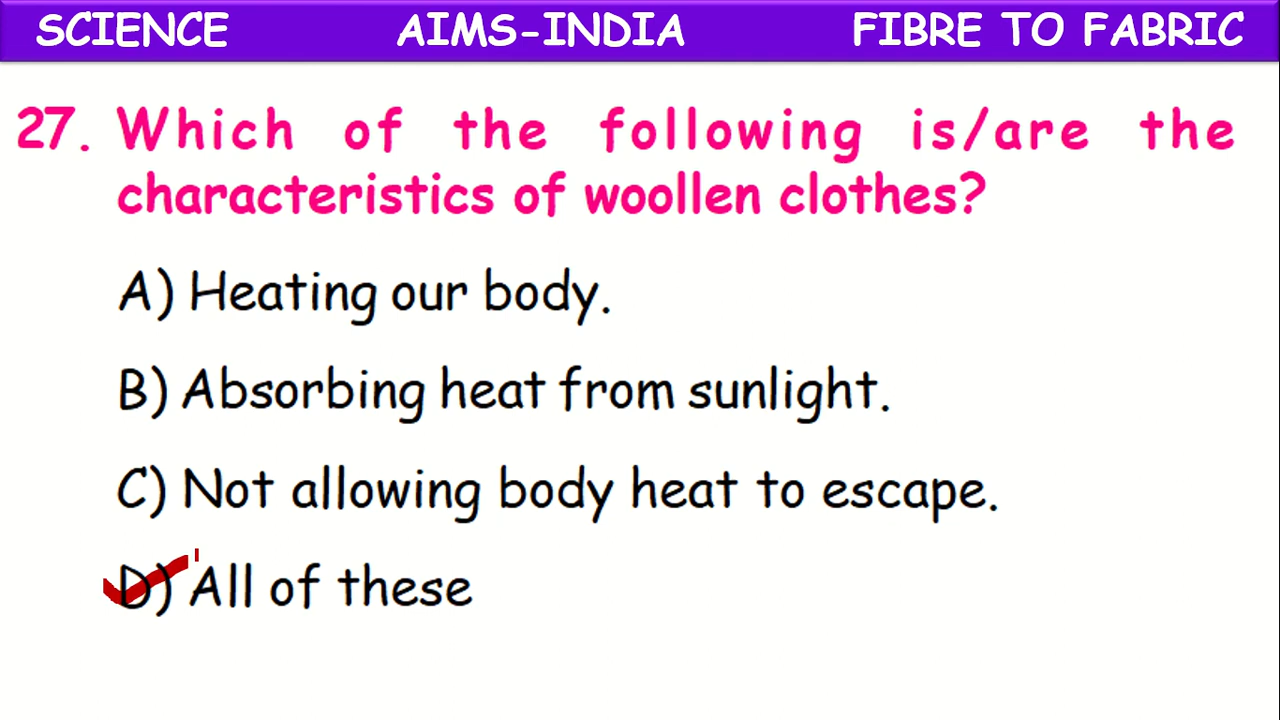 SCIENCE AIMS-INDIA FIBRE TO FABRIC
27. Which of the following is/are the
characteristics of woollen clothes?
A) Heating our body.
B) Absorbing heat from sunlight.
C) Not allowing body heat to escape.
D) All of these